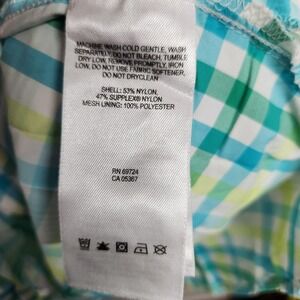 MACHINE WASH COLD GENTLE, WASH
SEPARATELY, DO NOT BLEACH, TUMBLE
DRY LOW, REMOVE PROMPTLY, IRON
LOW, DO NOT USE FABRIC SOFTENER,
DO NOT DRYCLEAN
SHELL: 53% NYLON,
47% SUPPLEX® NYLON
MESH LINING: 100% POLYESTER
RN 69724
CA 05367